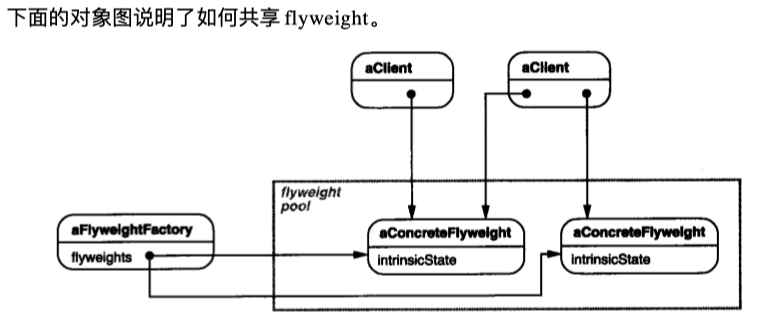 下面的对象图说明了如何共享 flyweight。
aClient
aClient
flyweight
pool
aFlyweightFactory
flyweights
aConcreteFlyweight
intrinsicState
aConcreteFlyweight
intrinsicState